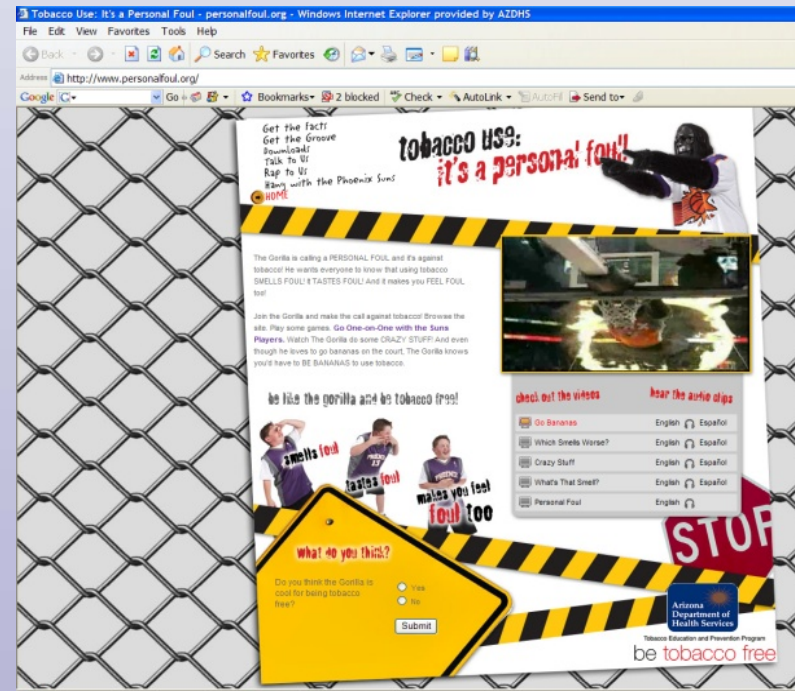 Tobacco Use: It's a Personal Foul - personalfoul.org - Windows Internet Explorer provided by AZDHS
File Edit View Favorites Tools Help
Back Search Favorites
Address http://www.personalfoul.org/
Google Go Bookmarks 2 blocked Check AutoLink AutoFill Send to
Get the Facts
Get the Groove
Downloads
Talk to Us
Rap to Us
Hang with the Phoenix Suns
HOME
tobacco use:
it's a personal foul!
The Gorilla is calling a PERSONAL FOUL and it's against
tobacco! He wants everyone to know that using tobacco
SMELLS FOUL! It TASTES FOUL! And it makes you FEEL FOUL
too!
Join the Gorilla and make the call against tobacco! Browse the
site. Play some games. Go One-on-One with the Suns
Players. Watch The Gorilla do some CRAZY STUFF! And even
though he loves to go bananas on the court, The Gorilla knows
you'd have to BE BANANAS to use tobacco.
be like the gorilla and be tobacco free!
smells foul
tastes foul
makes you feel
foul too
check out the videos hear the audio clips
Go Bananas English Español
Which Smells Worse? English Español
Crazy Stuff English Español
What's That Smell? English Español
Personal Foul English
STOP
what do you think?
Do you think the Gorilla is
cool for being tobacco
free?
Yes
No
Submit
Arizona
Department of
Health Services
Tobacco Education and Prevention Program
be tobacco free